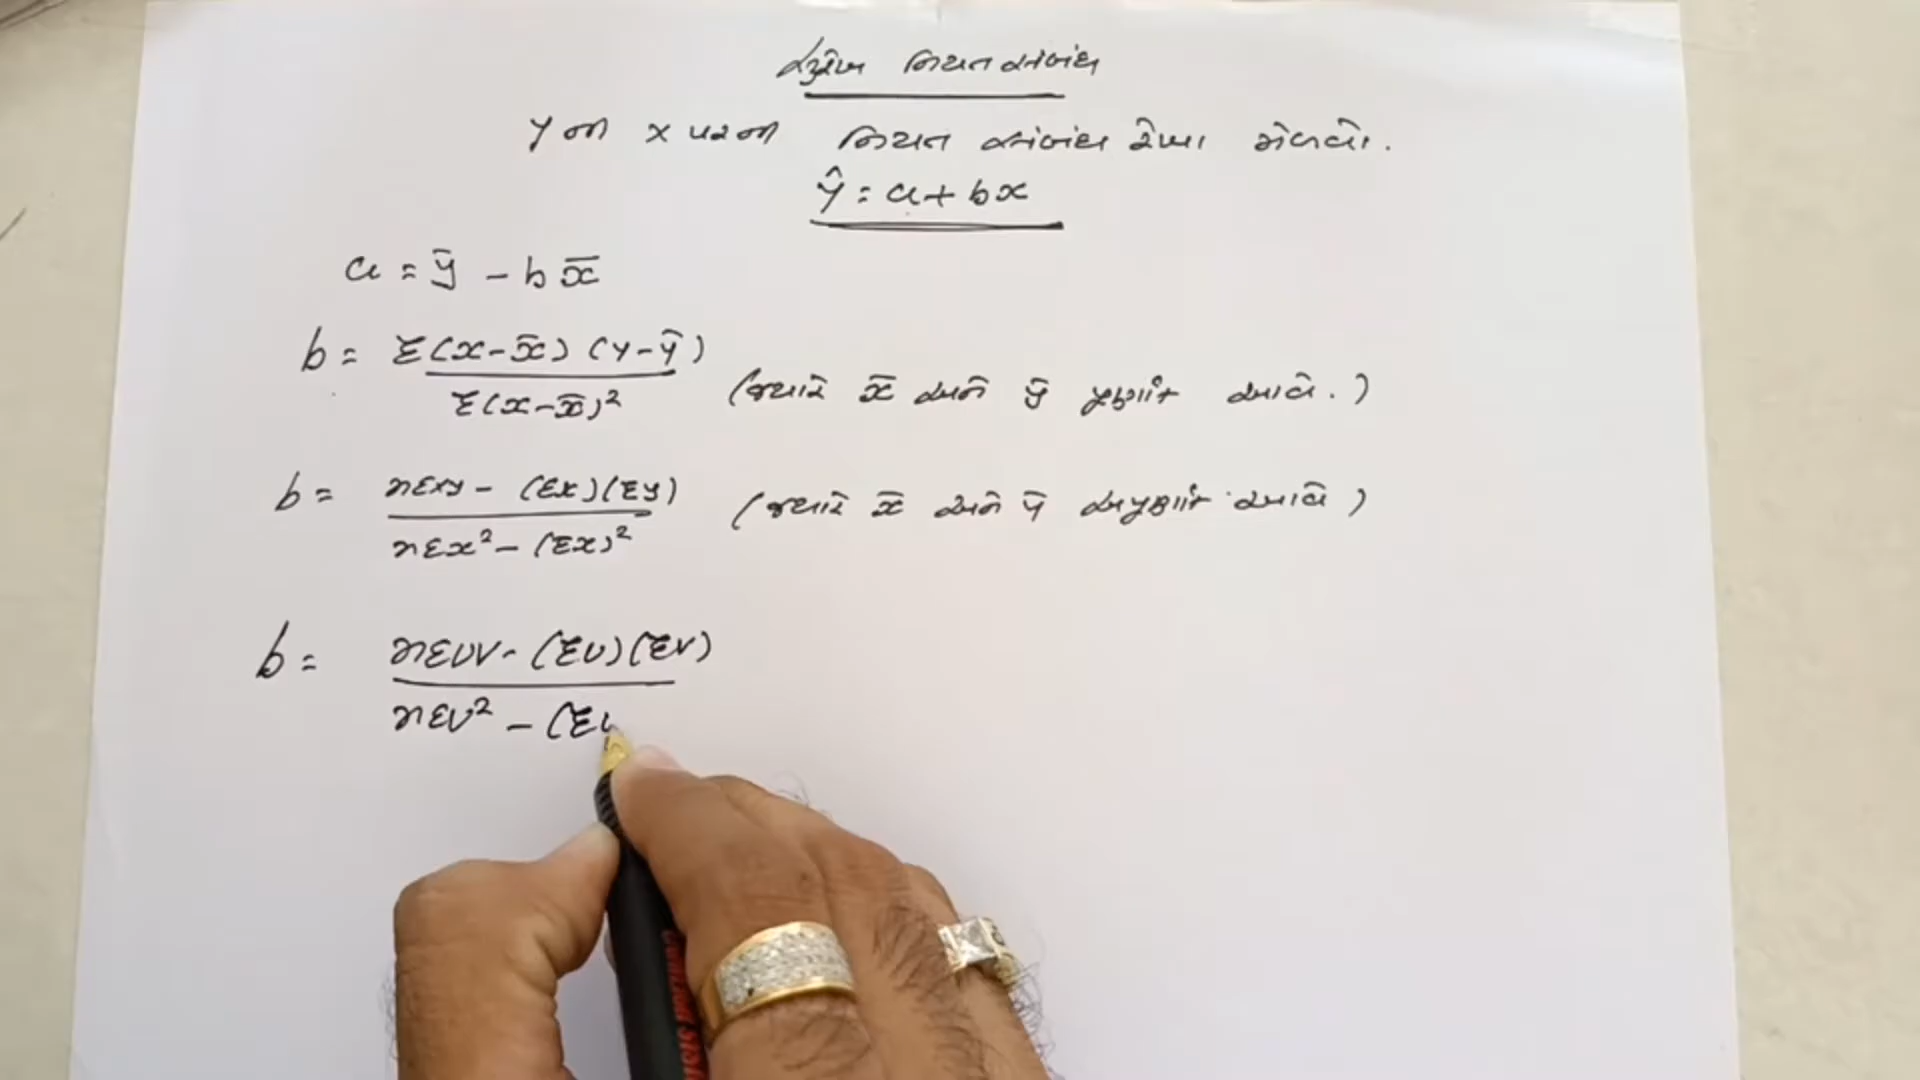 સુરેખ નિયત સંબંધ
y ની x પરની નિયત સંબંધ રેખા મેળવો.
ŷ = a + bx
a = ȳ - b x̄
b = Σ(x-x̄)(y-ȳ) / Σ(x-x̄)² (જ્યારે x̄ અને ȳ પૂર્ણાંક આવે.)
b = nΣxy - (Σx)(Σy) / nΣx² - (Σx)² (જ્યારે x̄ અને ȳ અપૂર્ણાંક આવે)
b = nΣUV - (ΣU)(ΣV) / nΣU² - (ΣU